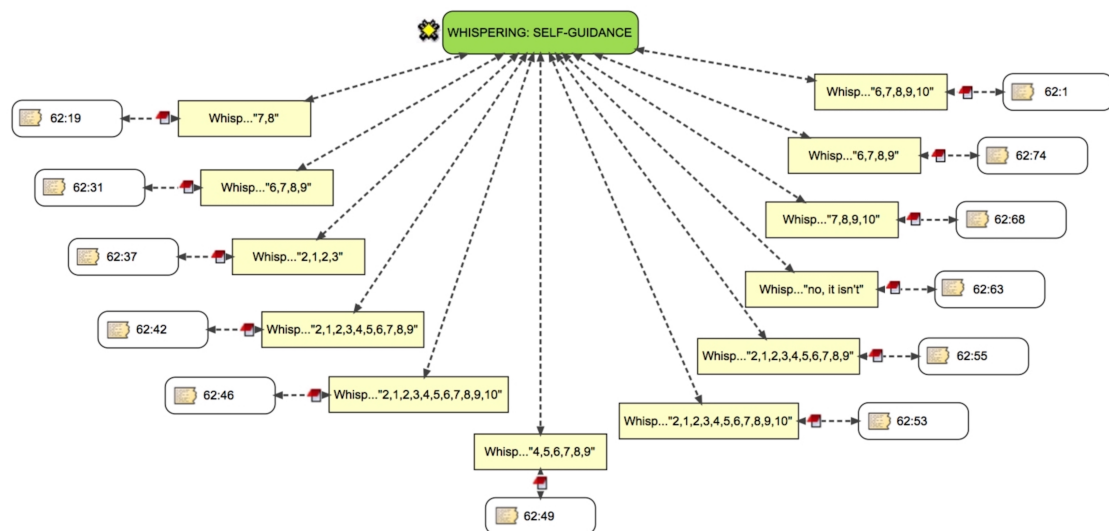 WHISPERING: SELF-GUIDANCE
Whisp..."6,7,8,9,10"
62:1
62:19
Whisp..."7,8"
Whisp..."6,7,8,9"
62:74
62:31
Whisp..."6,7,8,9"
Whisp..."7,8,9,10"
62:68
62:37
Whisp..."2,1,2,3"
Whisp..."no, it isn't"
62:63
62:42
Whisp..."2,1,2,3,4,5,6,7,8,9"
Whisp..."2,1,2,3,4,5,6,7,8,9"
62:55
62:46
Whisp..."2,1,2,3,4,5,6,7,8,9,10"
Whisp..."2,1,2,3,4,5,6,7,8,9,10"
62:53
Whisp..."4,5,6,7,8,9"
62:49